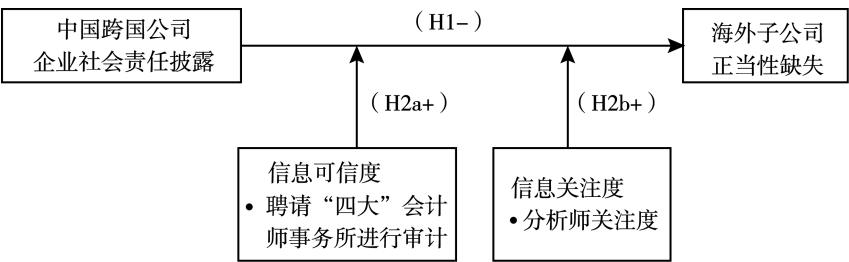 中国跨国公司
企业社会责任披露
（H1-）
海外子公司
正当性缺失
（H2a+）
（H2b+）
信息可信度
• 聘请“四大”会计
师事务所进行审计
信息关注度
• 分析师关注度